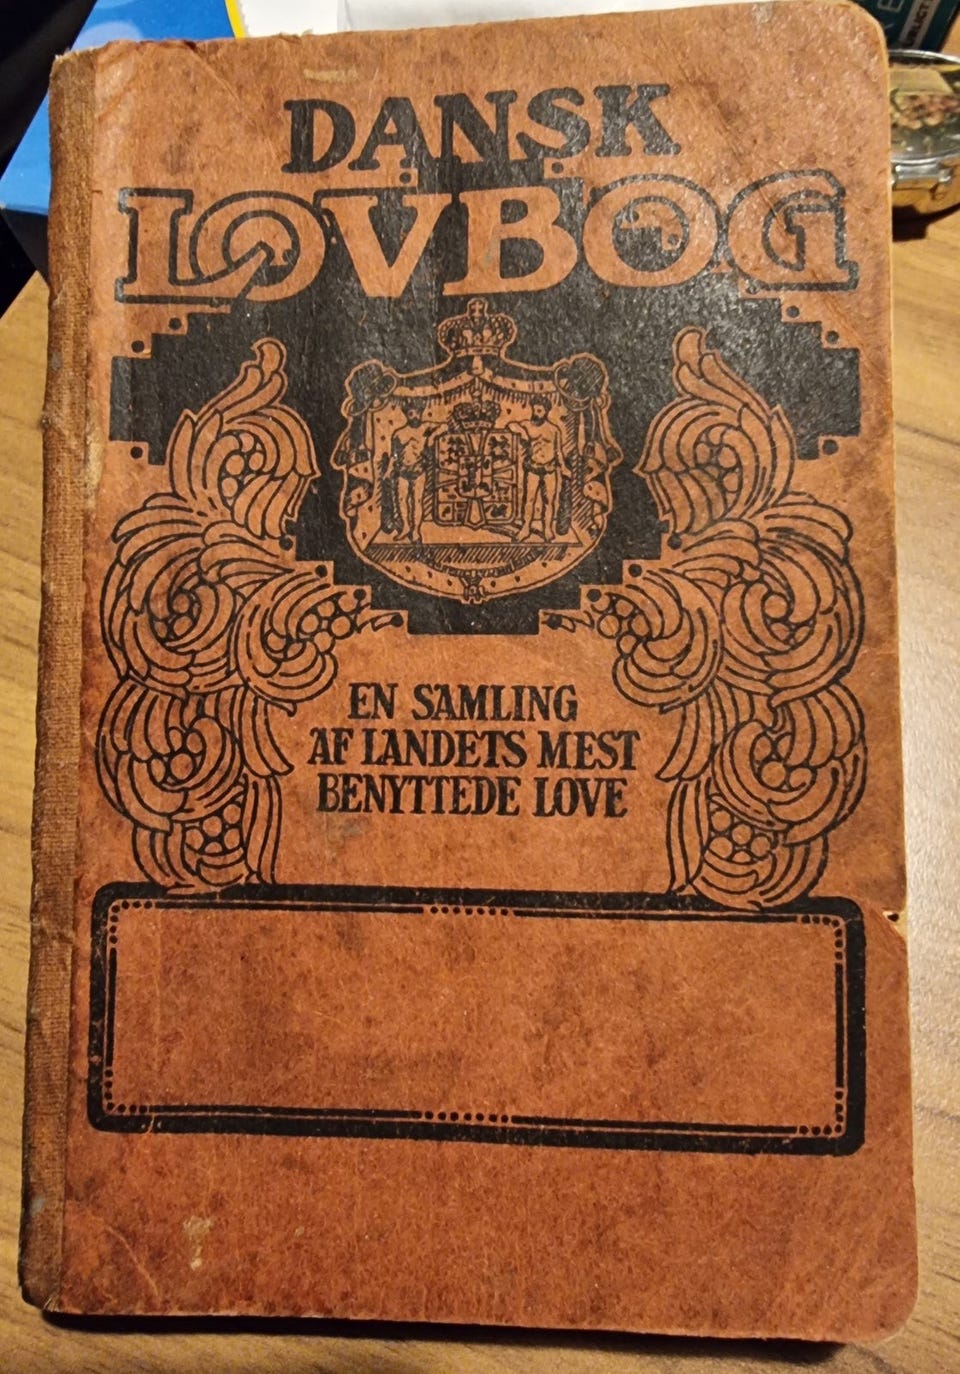 DANSK
LOVBOG
EN SAMLING
AF LANDETS MEST
BENYTTEDE LOVE